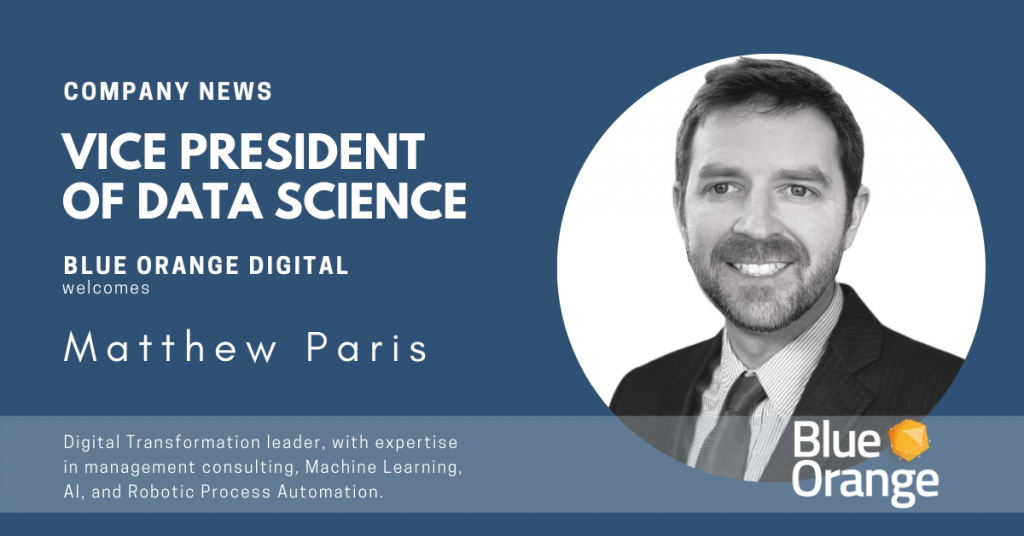 COMPANY NEWS
VICE PRESIDENT
OF DATA SCIENCE
BLUE ORANGE DIGITAL
welcomes
Matthew Paris
Digital Transformation leader, with expertise
in management consulting, Machine Learning,
AI, and Robotic Process Automation.
Blue
Orange